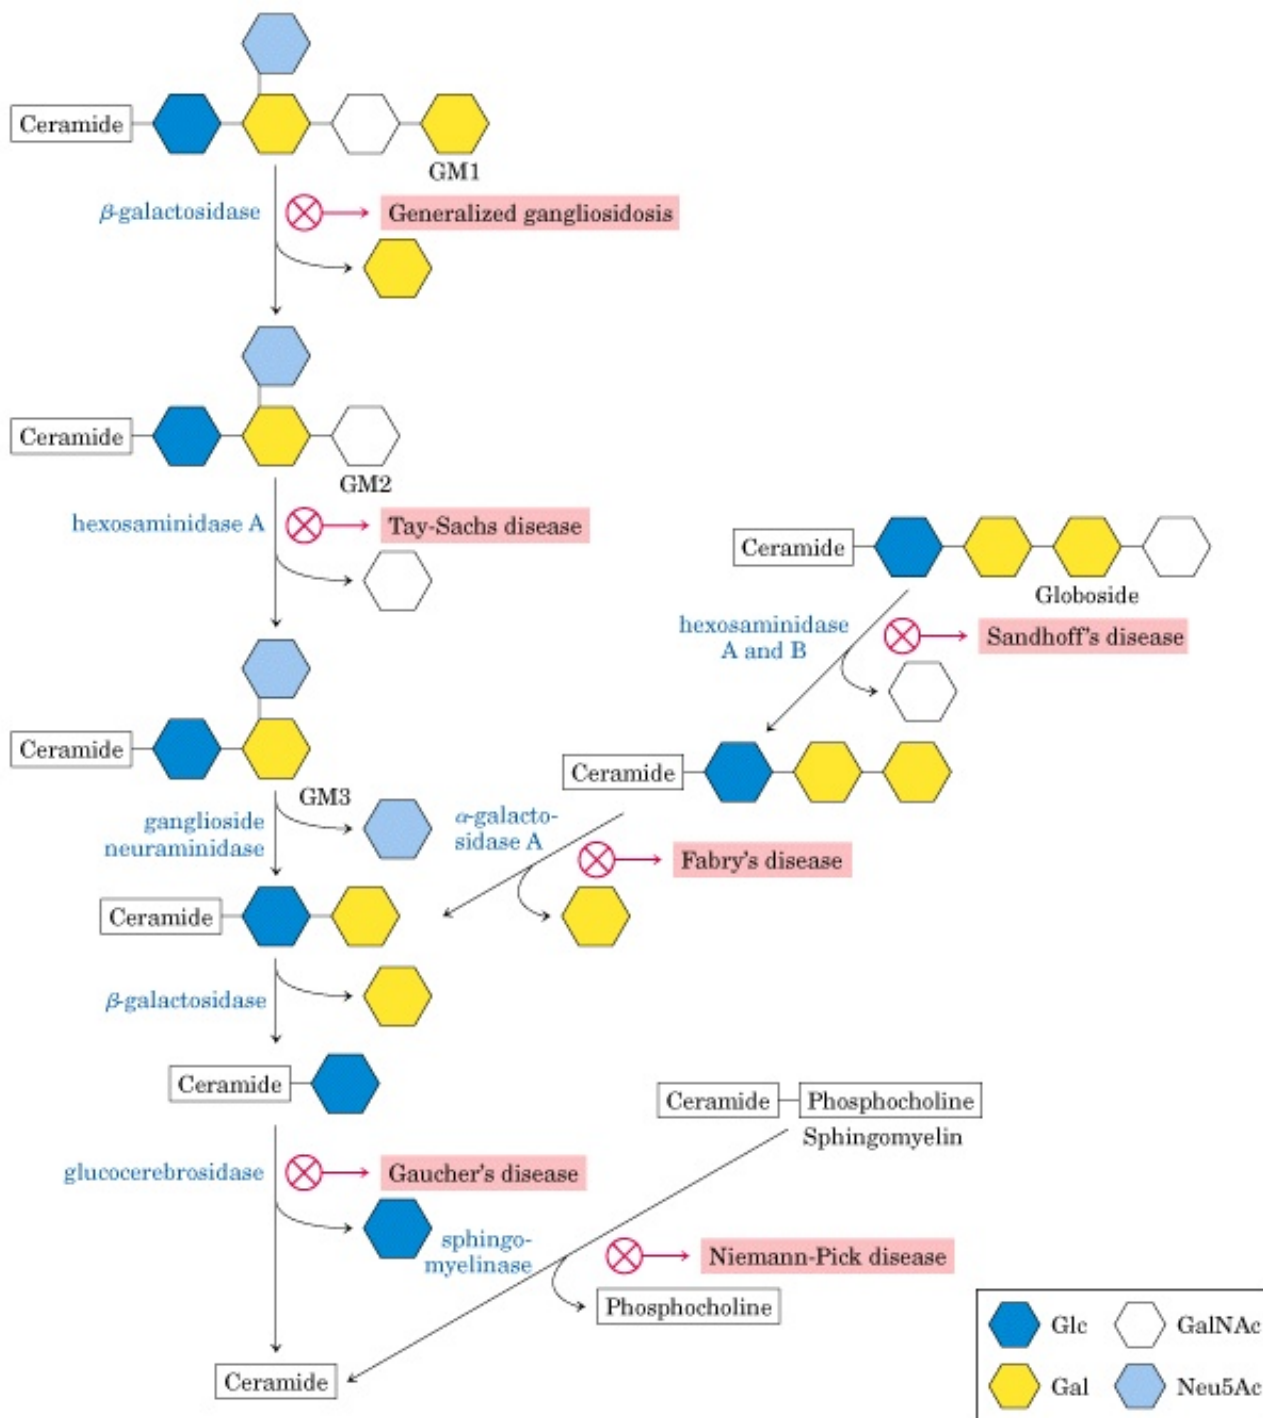 Ceramide
GM1
β-galactosidase
Generalized gangliosidosis
Ceramide
GM2
hexosaminidase A
Tay-Sachs disease
Ceramide
Globoside
hexosaminidase
A and B
Sandhoff's disease
Ceramide
GM3
Ceramide
ganglioside
neuraminidase
α-galacto-
sidase A
Fabry's disease
Ceramide
β-galactosidase
Ceramide
Ceramide
Phosphocholine
Sphingomyelin
glucocerebrosidase
Gaucher's disease
sphingo-
myelinase
Niemann-Pick disease
Phosphocholine
Ceramide
Glc
GalNAc
Gal
Neu5Ac